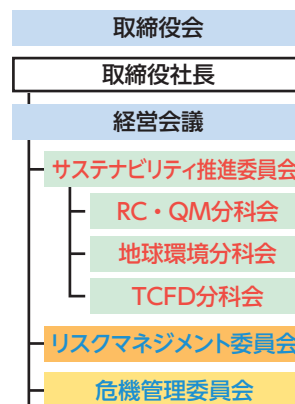 取締役会
取締役社長
経営会議
サステナビリティ推進委員会
RC・QM分科会
地球環境分科会
TCFD分科会
リスクマネジメント委員会
危機管理委員会